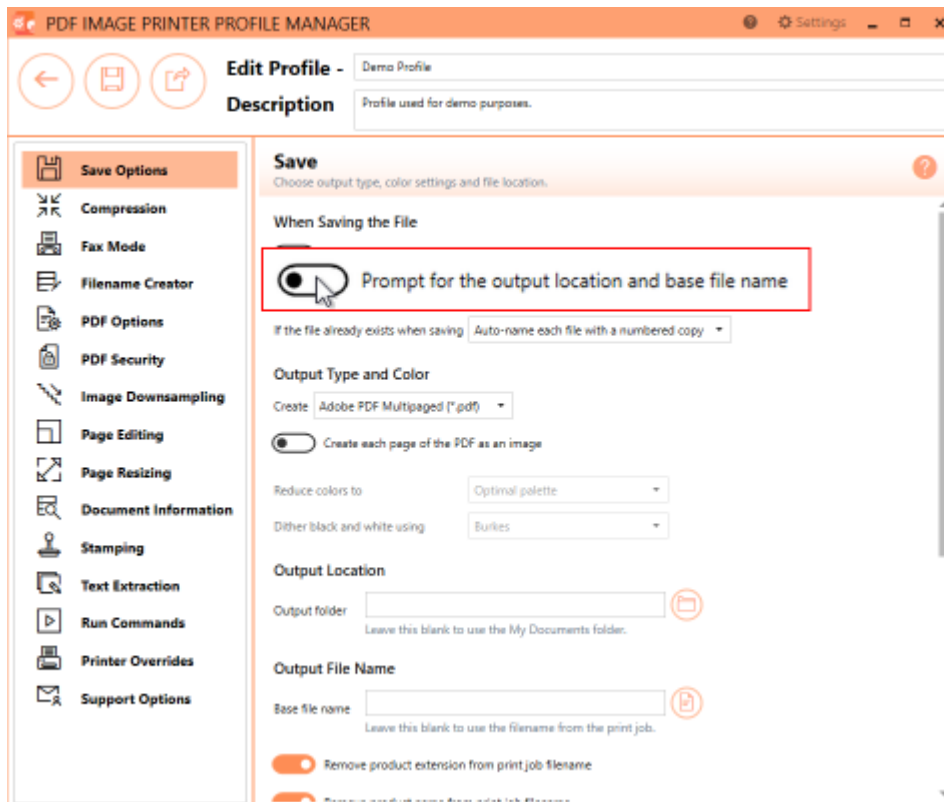 PDF IMAGE PRINTER PROFILE MANAGER
Settings
Edit Profile - Demo Profile
Description Profile used for demo purposes.
Save Options
Compression
Fax Mode
Filename Creator
PDF Options
PDF Security
Image Downsampling
Page Editing
Page Resizing
Document Information
Stamping
Text Extraction
Run Commands
Printer Overrides
Support Options
Save
Choose output type, color settings and file location.
When Saving the File
Prompt for the output location and base file name
If the file already exists when saving Auto-name each file with a numbered copy
Output Type and Color
Create Adobe PDF Multipaged (*.pdf)
Create each page of the PDF as an image
Reduce colors to Optimal palette
Dither black and white using Burkes
Output Location
Output folder
Leave this blank to use the My Documents folder.
Output File Name
Base file name
Leave this blank to use the filename from the print job.
Remove product extension from print job filename